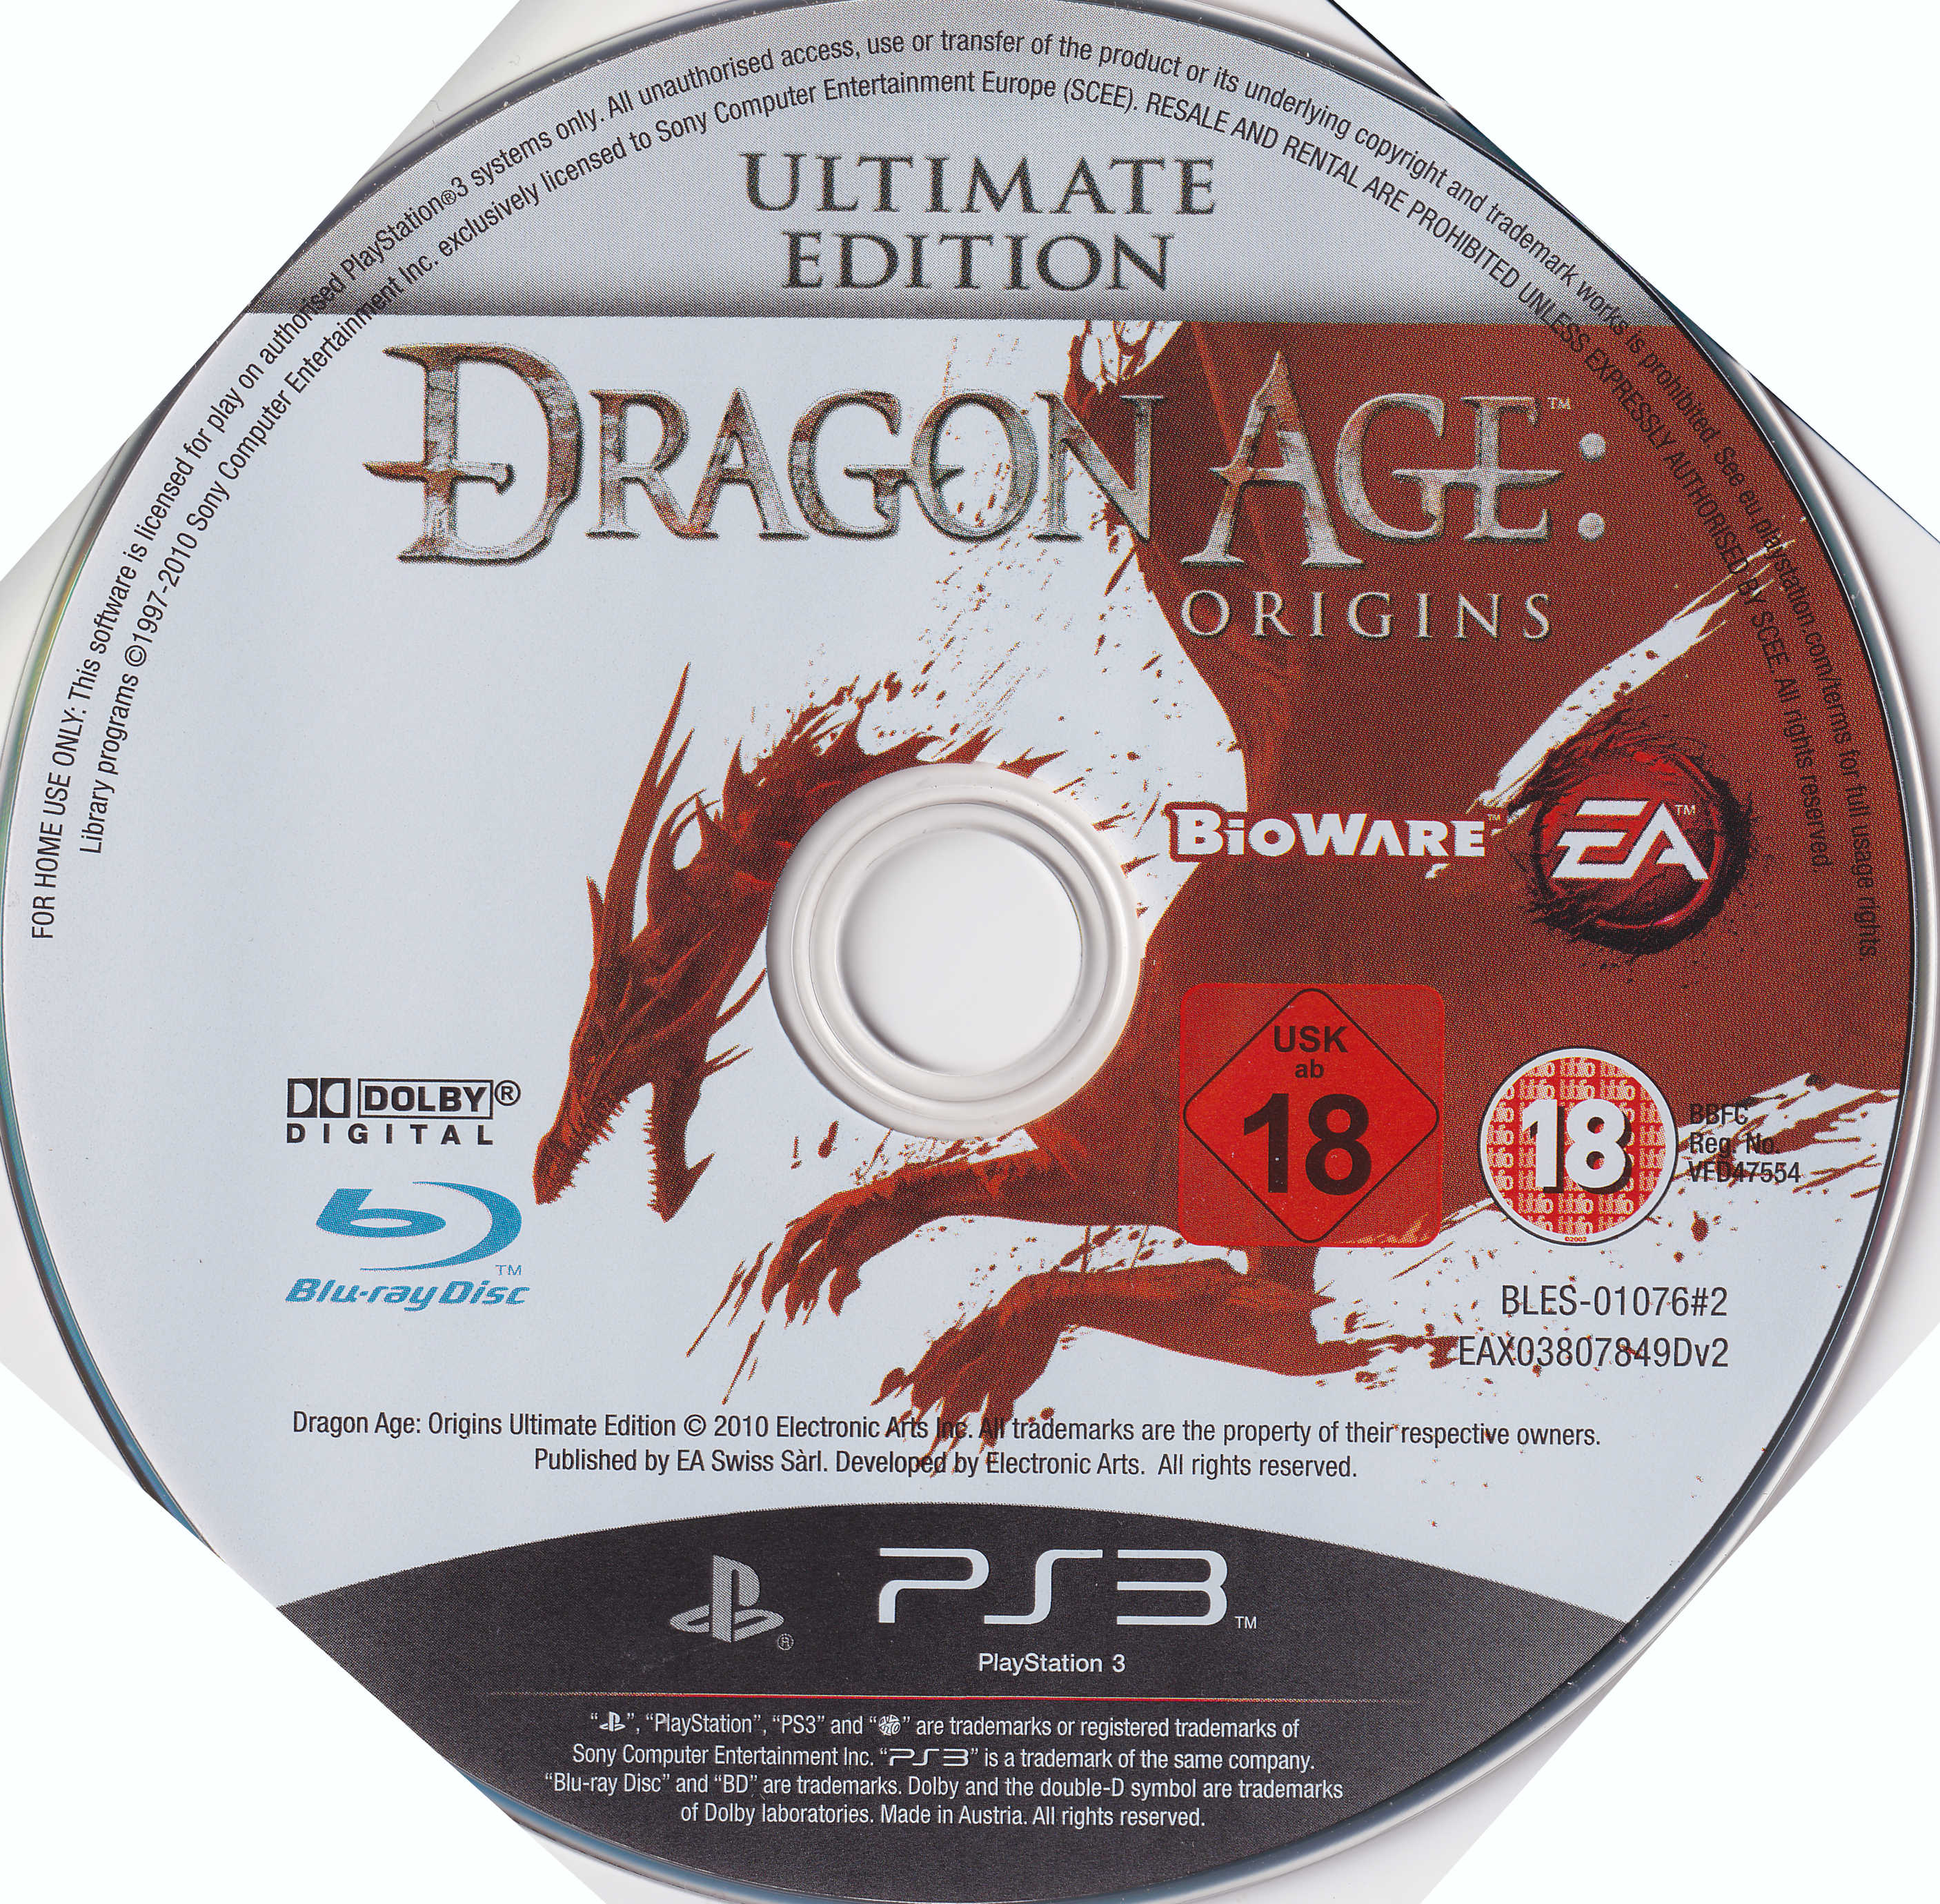 FOR HOME USE ONLY: This software is licensed for play on authorised PlayStation®3 systems only. All unauthorised access, use or transfer of the product or its underlying copyright and trademark works is prohibited. See eu.playstation.com/terms for full usage rights.
Library programs ©1997-2010 Sony Computer Entertainment Inc. exclusively licensed to Sony Computer Entertainment Europe (SCEE). RESALE AND RENTAL ARE PROHIBITED UNLESS EXPRESSLY AUTHORISED BY SCEE. All rights reserved.
ULTIMATE
EDITION
DRAGON AGE:™
ORIGINS
BIOWARE™ EA™
USK
ab
18
18
©2002
BBFC
Reg. No.
VFD47554
DOLBY®
DIGITAL
Blu-ray Disc™
BLES-01076#2
EAX03807849Dv2
Dragon Age: Origins Ultimate Edition © 2010 Electronic Arts Inc. All trademarks are the property of their respective owners.
Published by EA Swiss Sàrl. Developed by Electronic Arts. All rights reserved.
® PS3™
PlayStation 3
“ ”, “PlayStation”, “PS3” and “ ” are trademarks or registered trademarks of
Sony Computer Entertainment Inc. “PS3” is a trademark of the same company.
“Blu-ray Disc” and “BD” are trademarks. Dolby and the double-D symbol are trademarks
of Dolby laboratories. Made in Austria. All rights reserved.